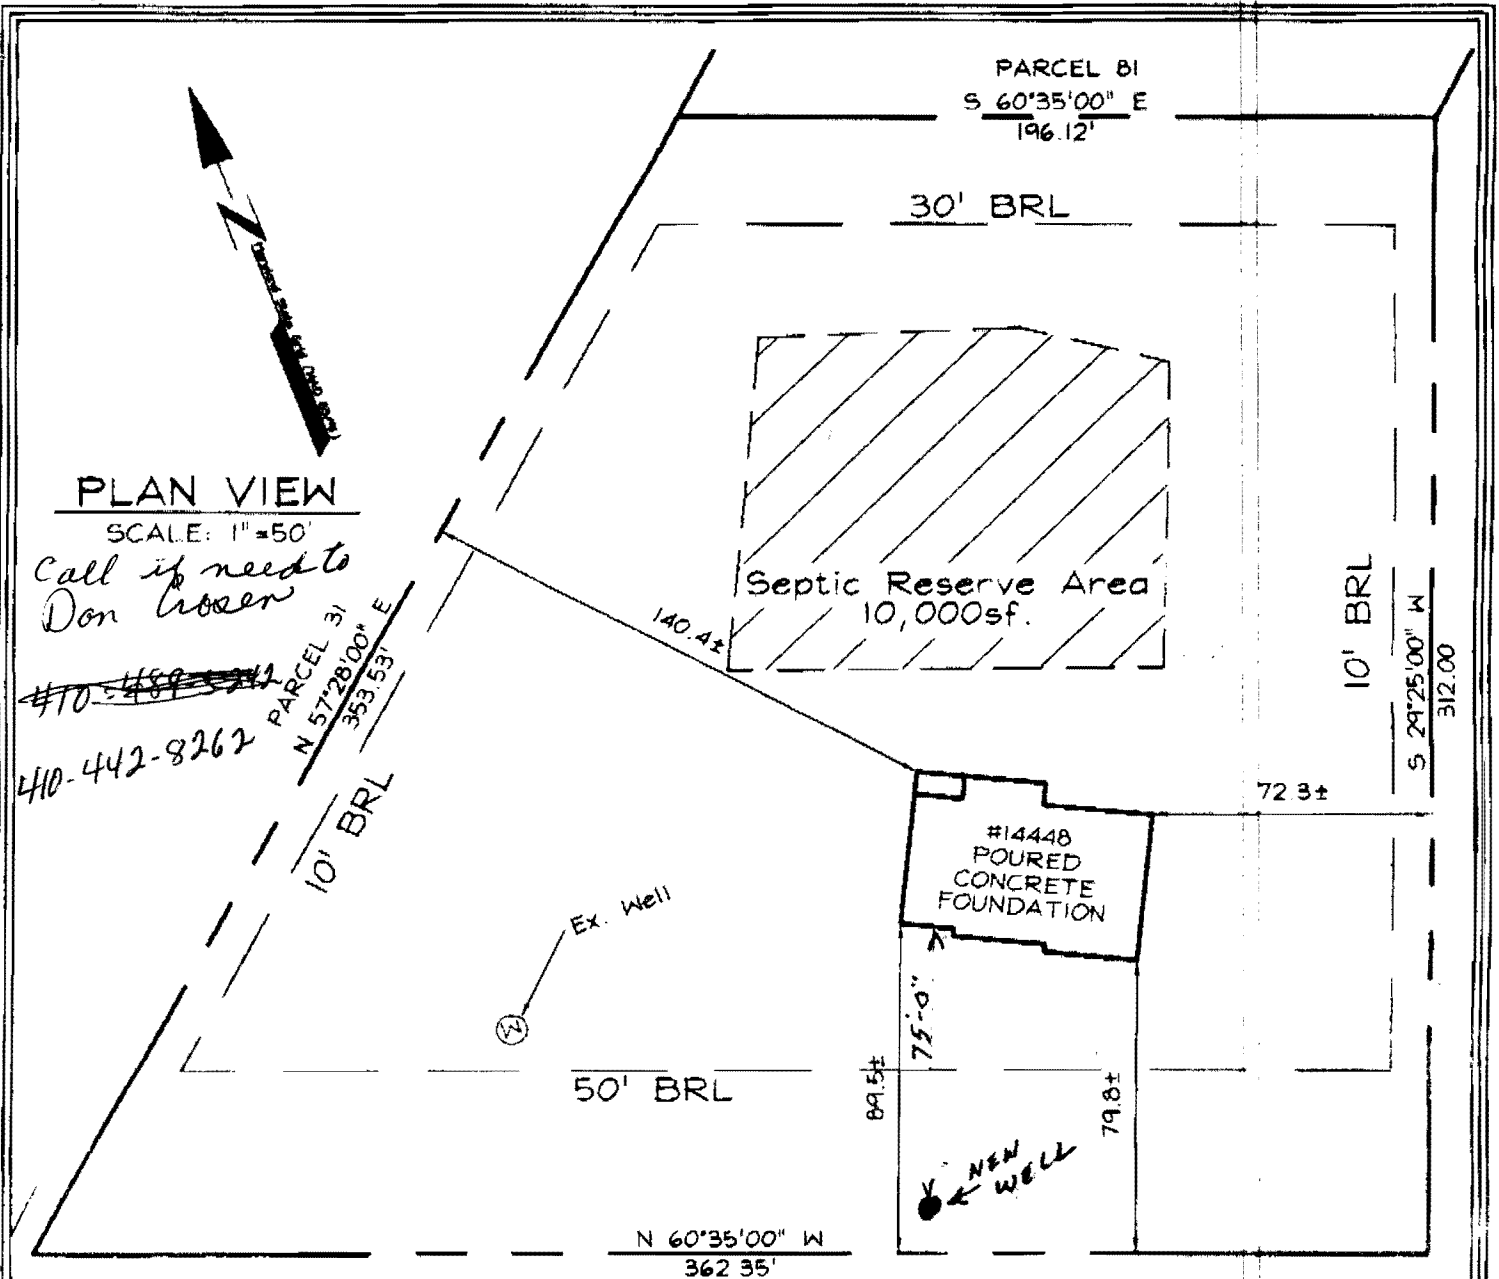 PARCEL 81
S 60°35'00" E
196.12'
30' BRL
N
PLAN VIEW
SCALE: 1"=50'
Call if need to
Don
410-442-8262
PARCEL 31
N 57°28'00" E
353.53'
10' BRL
140.4±
Septic Reserve Area
10,000sf.
10' BRL
S 29°25'00" W
312.00
72.3±
#14448
POURED
CONCRETE
FOUNDATION
Ex. Well
W
75'-0"
89.5±
79.8±
50' BRL
NEW
WELL
N 60°35'00" W
362.35'